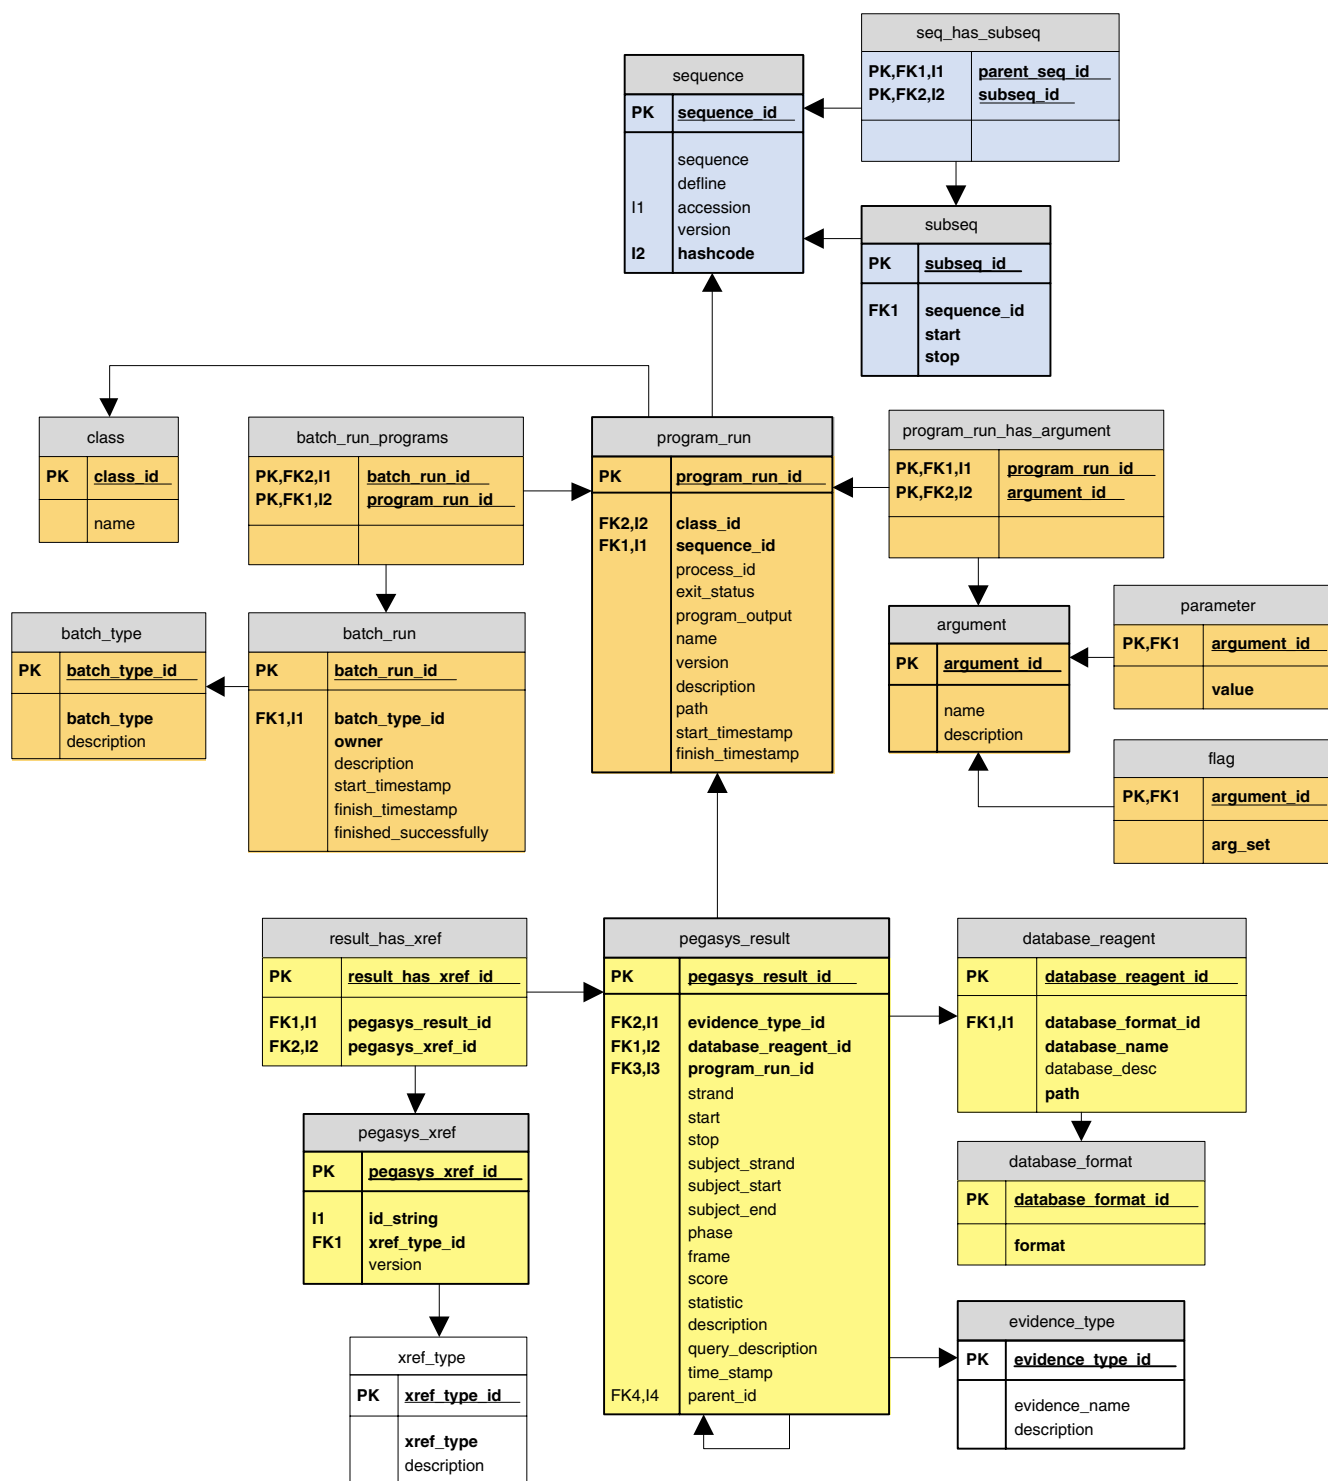 seq_has_subseq
PK,FK1,I1 parent_seq_id
PK,FK2,I2 subseq_id
sequence
PK sequence_id
sequence
defline
I1 accession
version
I2 hashcode
subseq
PK subseq_id
FK1 sequence_id
start
stop
class
PK class_id
name
batch_run_programs
PK,FK2,I1 batch_run_id
PK,FK1,I2 program_run_id
program_run
PK program_run_id
FK2,I2 class_id
FK1,I1 sequence_id
process_id
exit_status
program_output
name
version
description
path
start_timestamp
finish_timestamp
program_run_has_argument
PK,FK1,I1 program_run_id
PK,FK2,I2 argument_id
batch_type
PK batch_type_id
batch_type
description
batch_run
PK batch_run_id
FK1,I1 batch_type_id
owner
description
start_timestamp
finish_timestamp
finished_successfully
argument
PK argument_id
name
description
parameter
PK,FK1 argument_id
value
flag
PK,FK1 argument_id
arg_set
result_has_xref
PK result_has_xref_id
FK1,I1 pegasys_result_id
FK2,I2 pegasys_xref_id
pegasys_result
PK pegasys_result_id
FK2,I1 evidence_type_id
FK1,I2 database_reagent_id
FK3,I3 program_run_id
strand
start
stop
subject_strand
subject_start
subject_end
phase
frame
score
statistic
description
query_description
time_stamp
FK4,I4 parent_id
database_reagent
PK database_reagent_id
FK1,I1 database_format_id
database_name
database_desc
path
pegasys_xref
PK pegasys_xref_id
I1 id_string
FK1 xref_type_id
version
database_format
PK database_format_id
format
xref_type
PK xref_type_id
xref_type
description
evidence_type
PK evidence_type_id
evidence_name
description